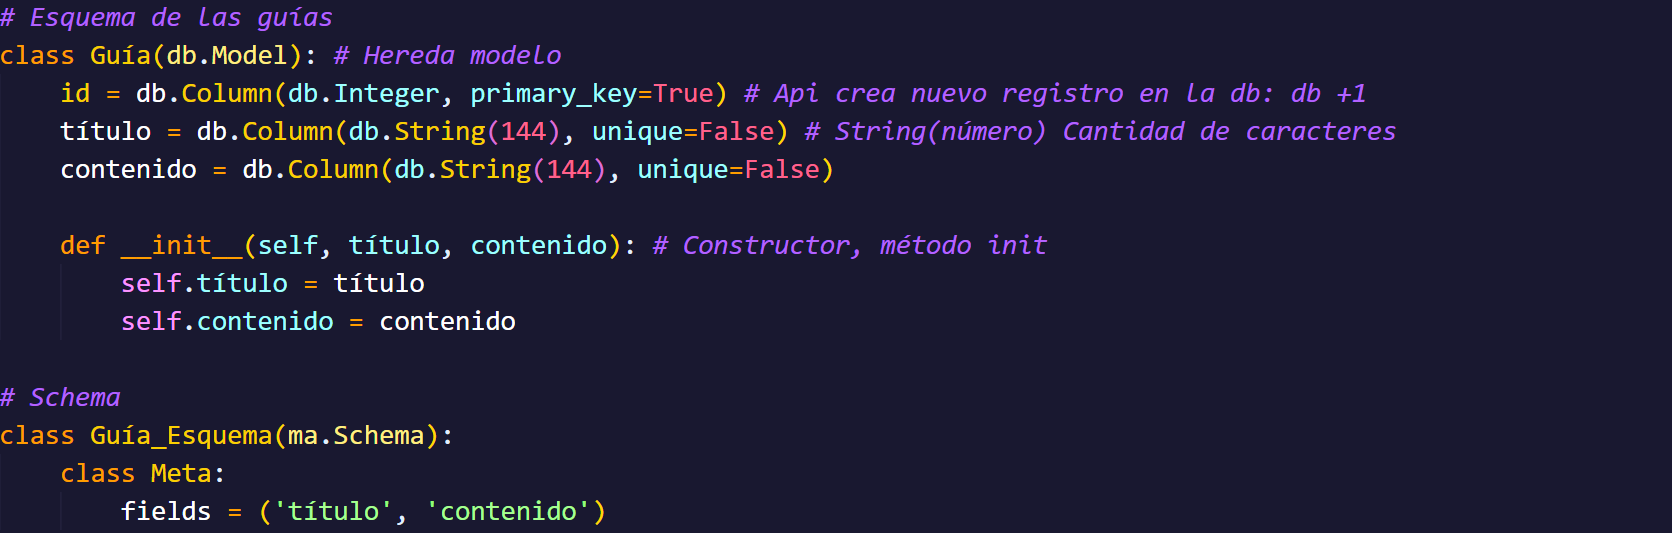 # Esquema de las guías
class Guía(db.Model): # Hereda modelo
    id = db.Column(db.Integer, primary_key=True) # Api crea nuevo registro en la db: db +1
    título = db.Column(db.String(144), unique=False) # String(número) Cantidad de caracteres
    contenido = db.Column(db.String(144), unique=False)
    def __init__(self, título, contenido): # Constructor, método init
        self.título = título
        self.contenido = contenido
# Schema
class Guía_Esquema(ma.Schema):
    class Meta:
        fields = ('título', 'contenido')